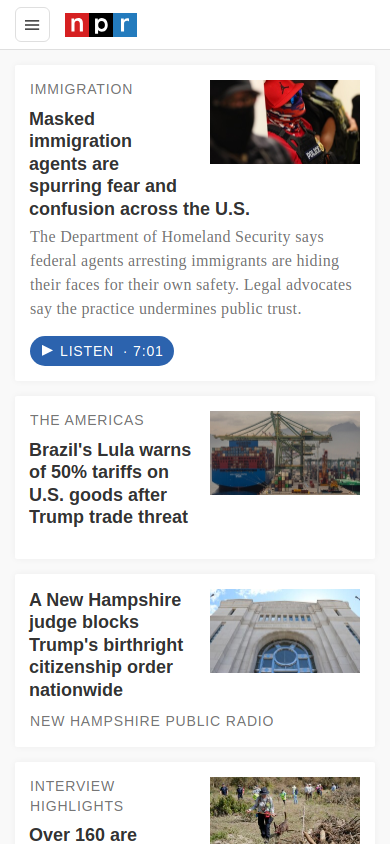 npr
IMMIGRATION
Masked
immigration
agents are
spurring fear and
confusion across the U.S.
The Department of Homeland Security says
federal agents arresting immigrants are hiding
their faces for their own safety. Legal advocates
say the practice undermines public trust.
LISTEN · 7:01
POLICE
THE AMERICAS
Brazil's Lula warns
of 50% tariffs on
U.S. goods after
Trump trade threat
A New Hampshire
judge blocks
Trump's birthright
citizenship order
nationwide
NEW HAMPSHIRE PUBLIC RADIO
INTERVIEW
HIGHLIGHTS
Over 160 are